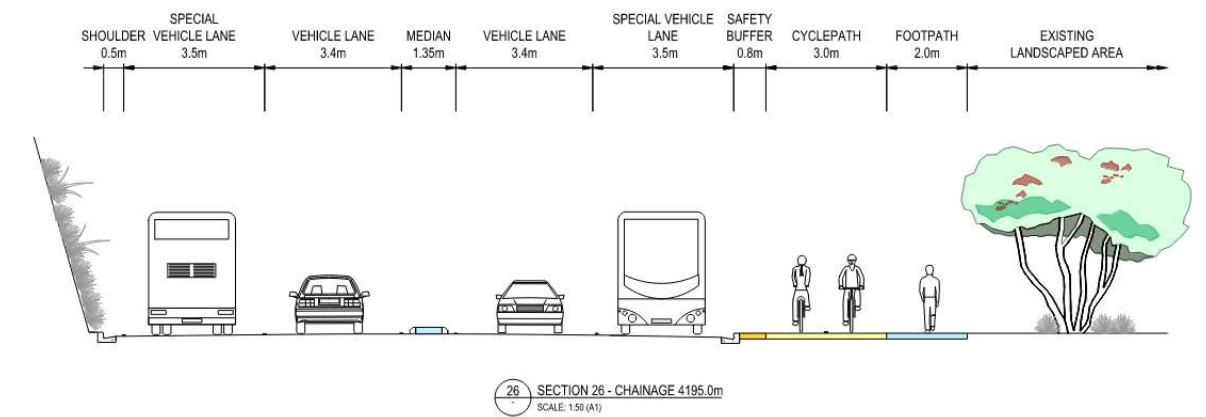 SHOULDER
0.5m
SPECIAL
VEHICLE LANE
3.5m
VEHICLE LANE
3.4m
MEDIAN
1.35m
VEHICLE LANE
3.4m
SPECIAL VEHICLE
LANE
3.5m
SAFETY
BUFFER
0.8m
CYCLEPATH
3.0m
FOOTPATH
2.0m
EXISTING
LANDSCAPED AREA
26
-
SECTION 26 - CHAINAGE 4195.0m
SCALE: 1:50 (A1)